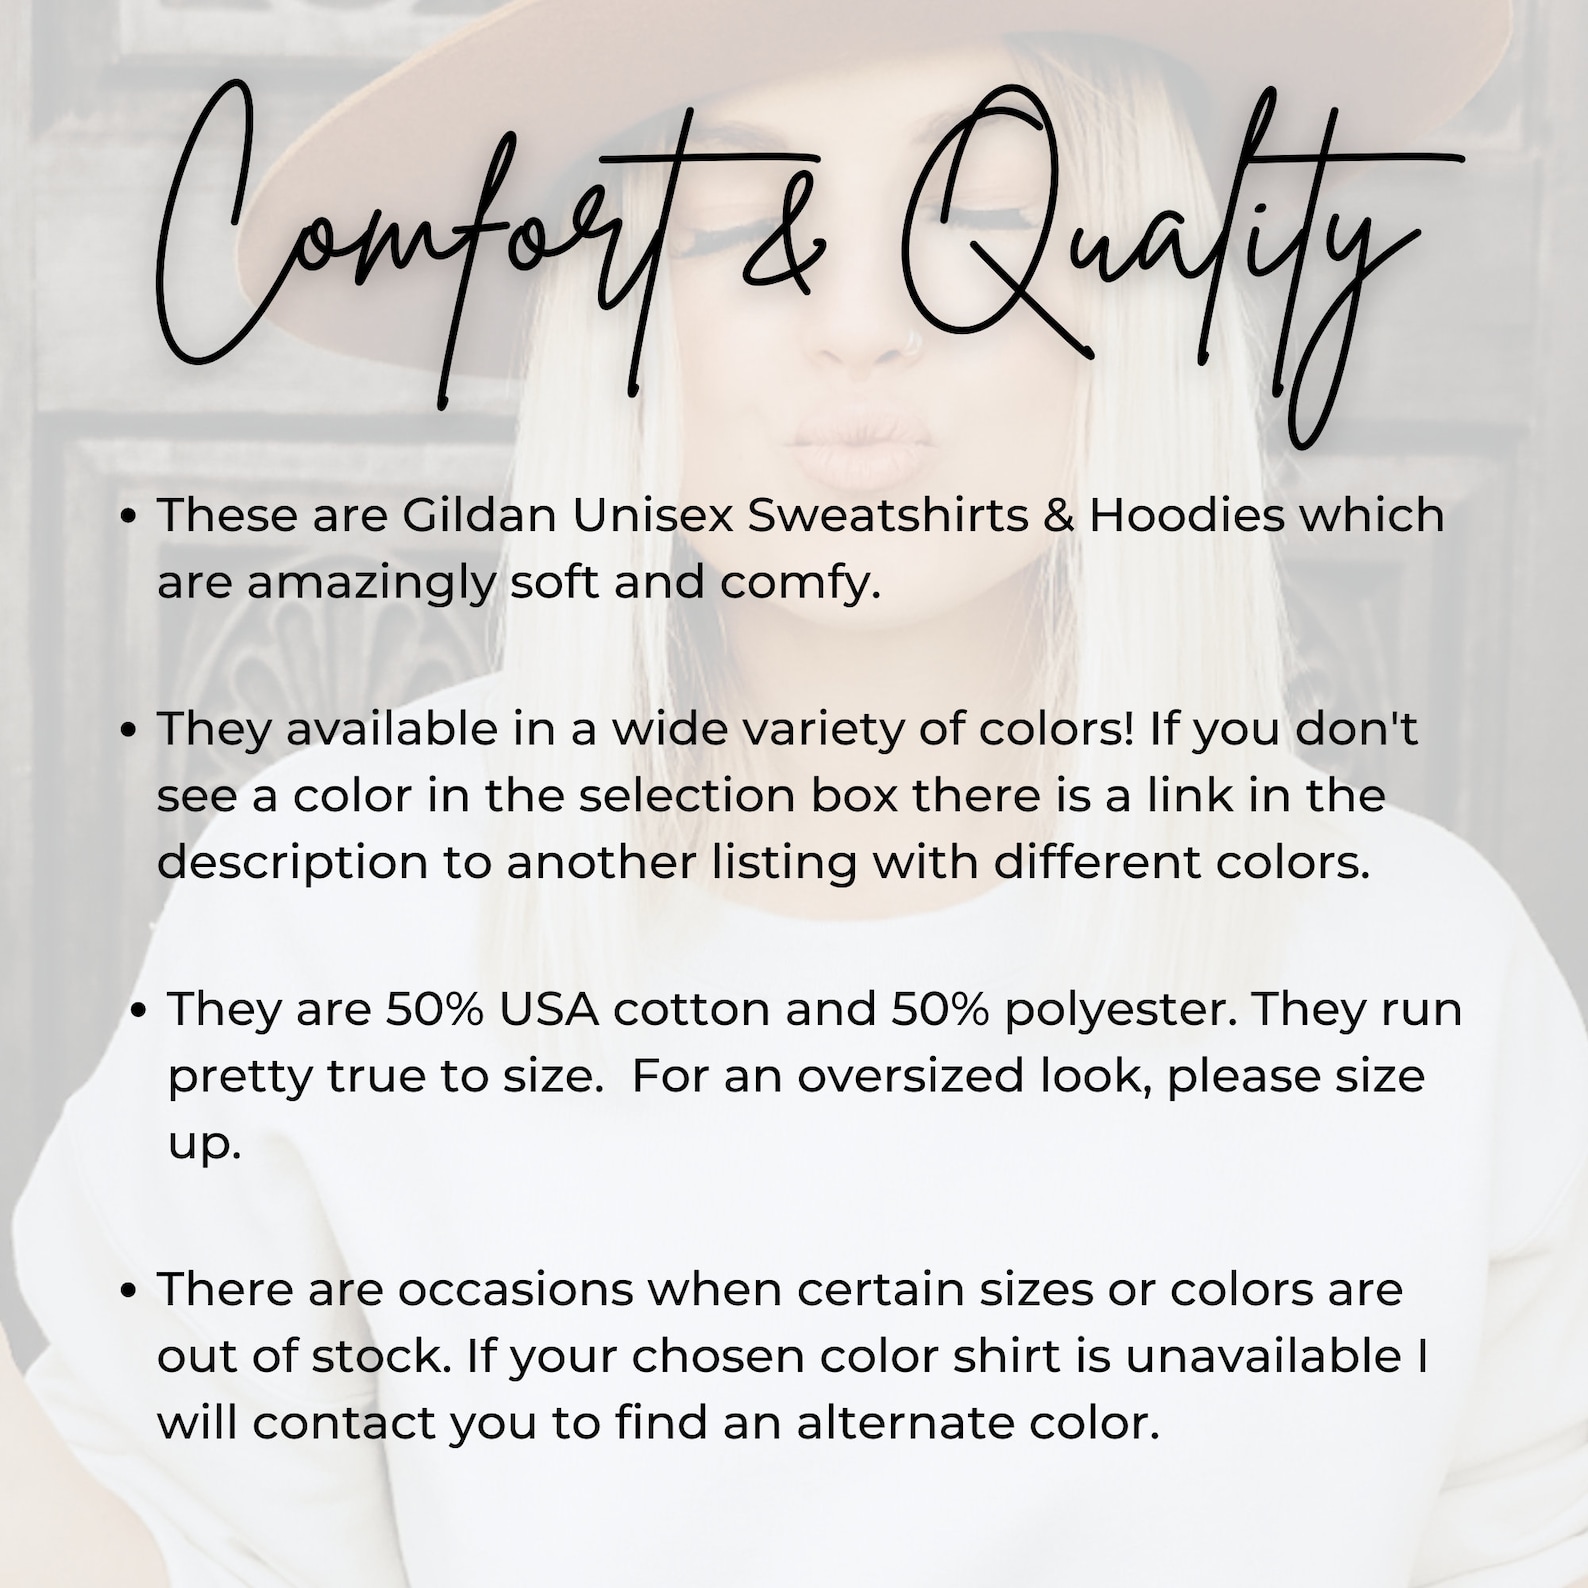 Comfort & Quality
• These are Gildan Unisex Sweatshirts & Hoodies which
are amazingly soft and comfy.
• They available in a wide variety of colors! If you don't
see a color in the selection box there is a link in the
description to another listing with different colors.
• They are 50% USA cotton and 50% polyester. They run
pretty true to size.  For an oversized look, please size
up.
• There are occasions when certain sizes or colors are
out of stock. If your chosen color shirt is unavailable I
will contact you to find an alternate color.